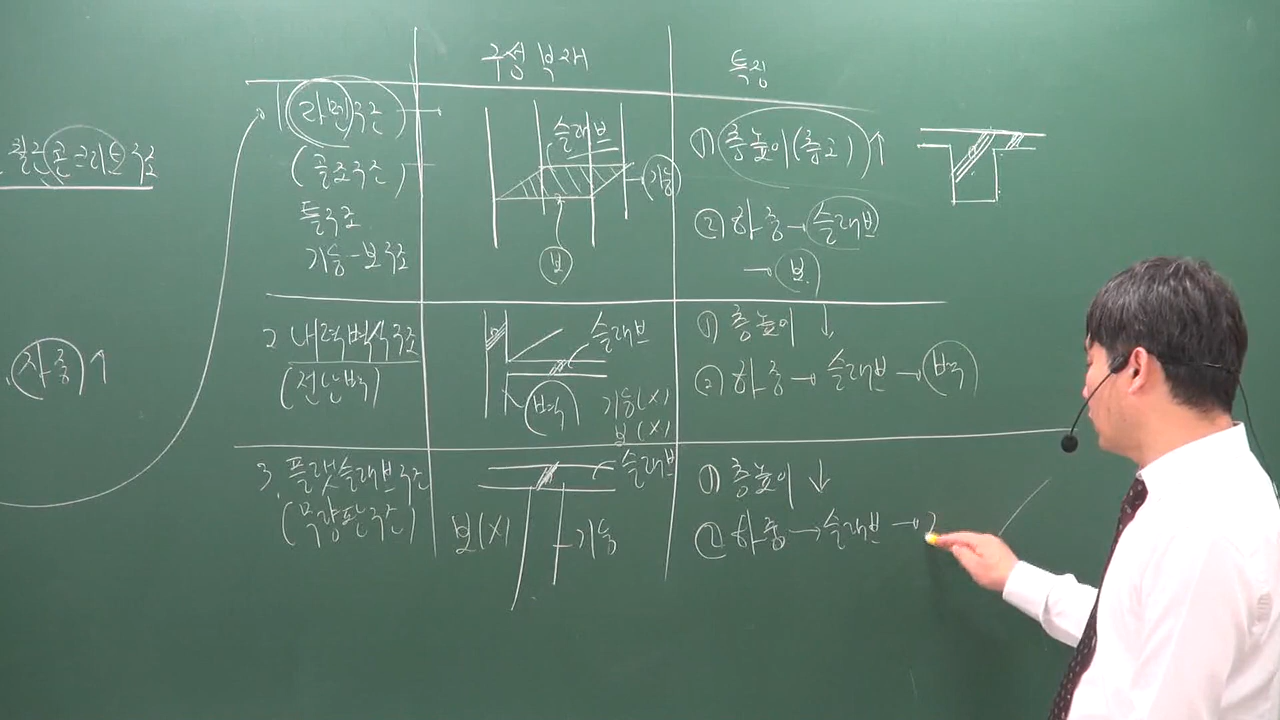 구성 부재
특징
철근콘크리트구조
자중↑
1 라멘구조
(골조구조)
틀구조
기둥-보구조
슬래브
기둥
보
① 층높이(층고)↑
② 하중→슬래브
→보
2 내력벽식구조
(전단벽)
슬래브
벽
기둥(X)
보(X)
① 층높이↓
② 하중→슬래브→벽
3. 플랫슬래브구조
(무량판구조)
슬래브
보(X)
기둥
① 층높이↓
② 하중→슬래브→